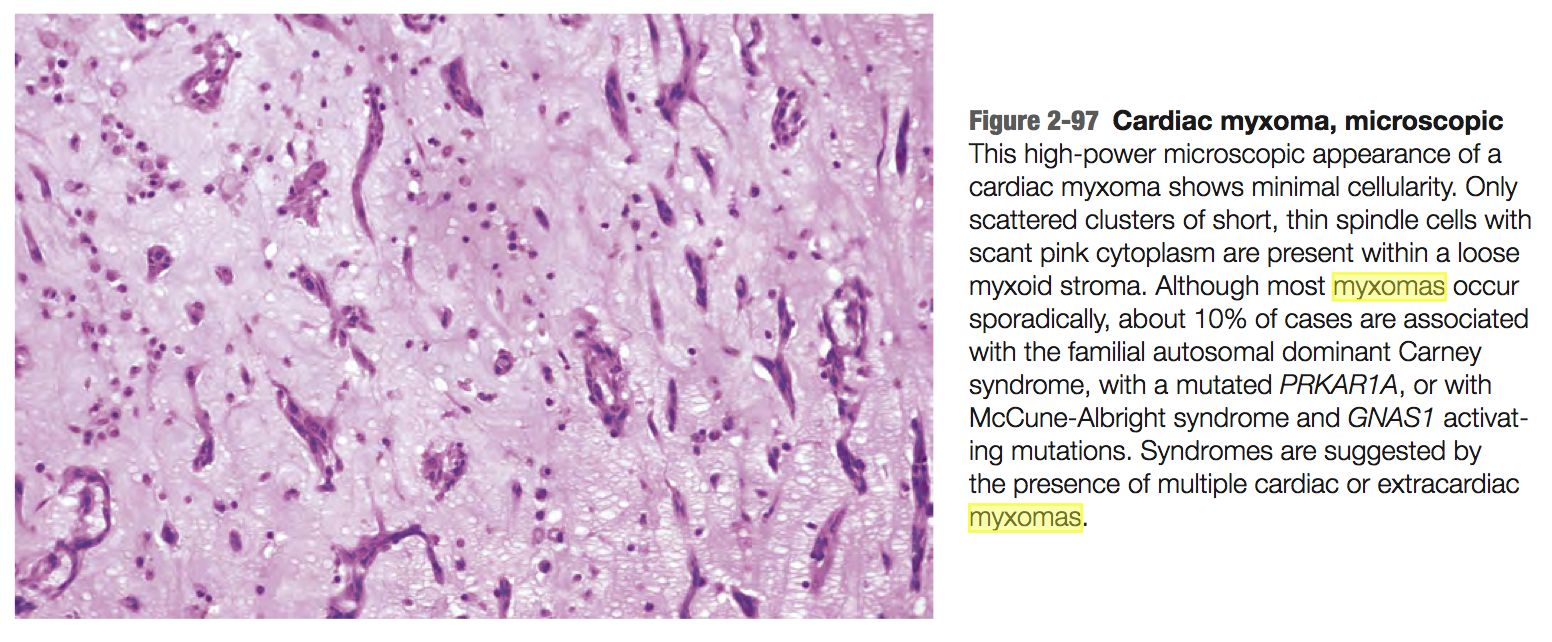 Figure 2-97 Cardiac myxoma, microscopic
This high-power microscopic appearance of a
cardiac myxoma shows minimal cellularity. Only
scattered clusters of short, thin spindle cells with
scant pink cytoplasm are present within a loose
myxoid stroma. Although most myxomas occur
sporadically, about 10% of cases are associated
with the familial autosomal dominant Carney
syndrome, with a mutated PRKAR1A, or with
McCune-Albright syndrome and GNAS1 activat-
ing mutations. Syndromes are suggested by
the presence of multiple cardiac or extracardiac
myxomas.